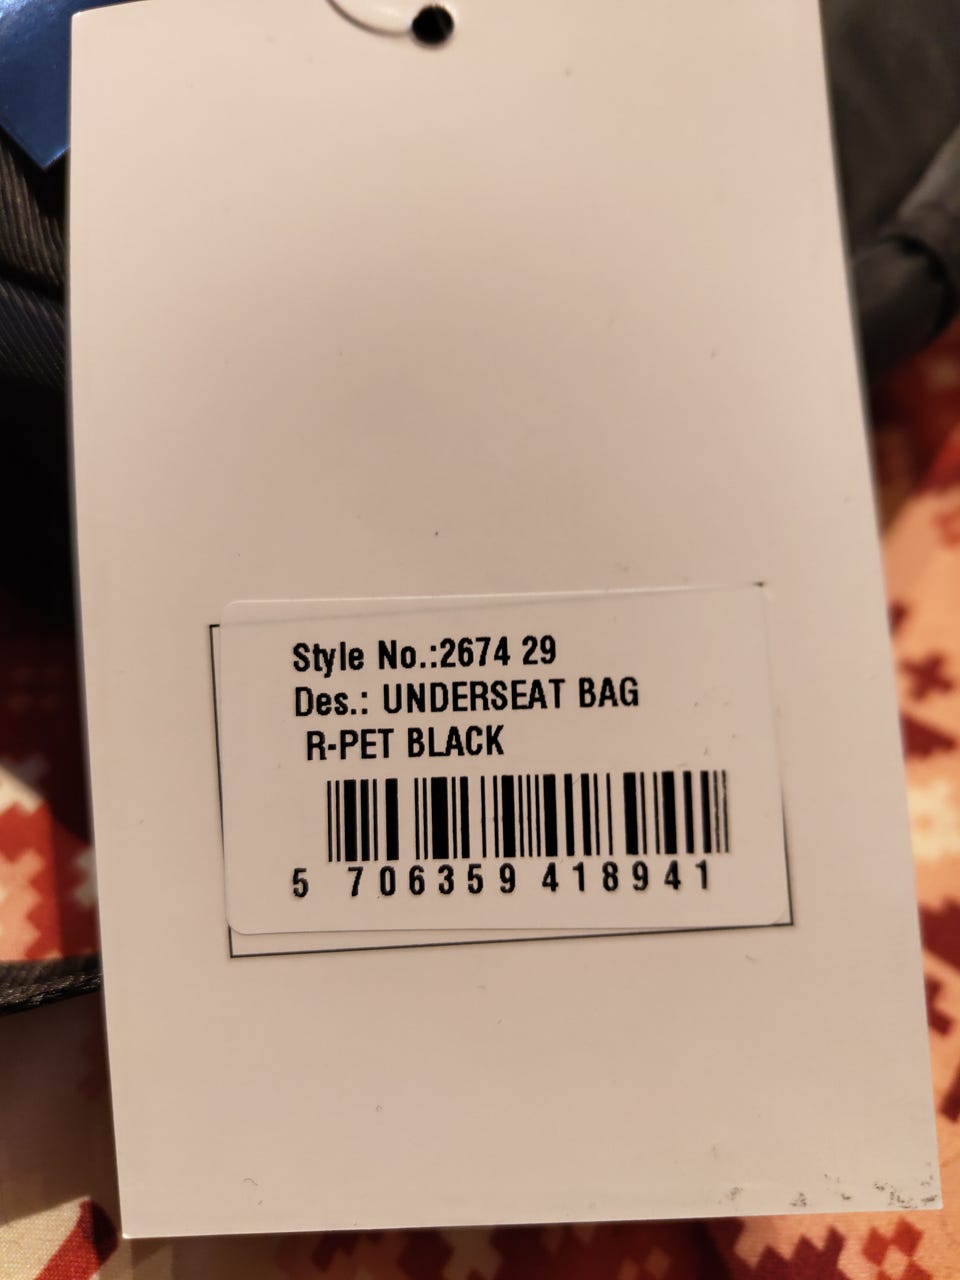 Style No.:2674 29
Des.: UNDERSEAT BAG
R-PET BLACK
5 706359 418941